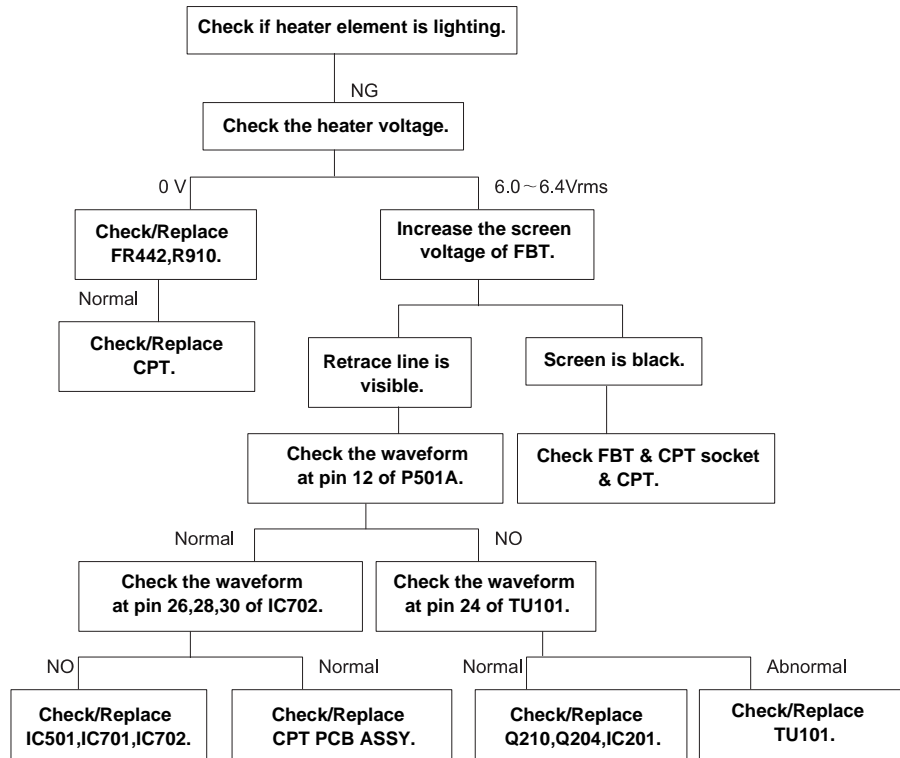 Check if heater element is lighting.
NG
Check the heater voltage.
0 V
6.0～6.4Vrms
Check/Replace
FR442,R910.
Increase the screen
voltage of FBT.
Normal
Check/Replace
CPT.
Retrace line is
visible.
Screen is black.
Check the waveform
at pin 12 of P501A.
Check FBT & CPT socket
& CPT.
Normal
NO
Check the waveform
at pin 26,28,30 of IC702.
Check the waveform
at pin 24 of TU101.
NO
Normal
Normal
Abnormal
Check/Replace
IC501,IC701,IC702.
Check/Replace
CPT PCB ASSY.
Check/Replace
Q210,Q204,IC201.
Check/Replace
TU101.